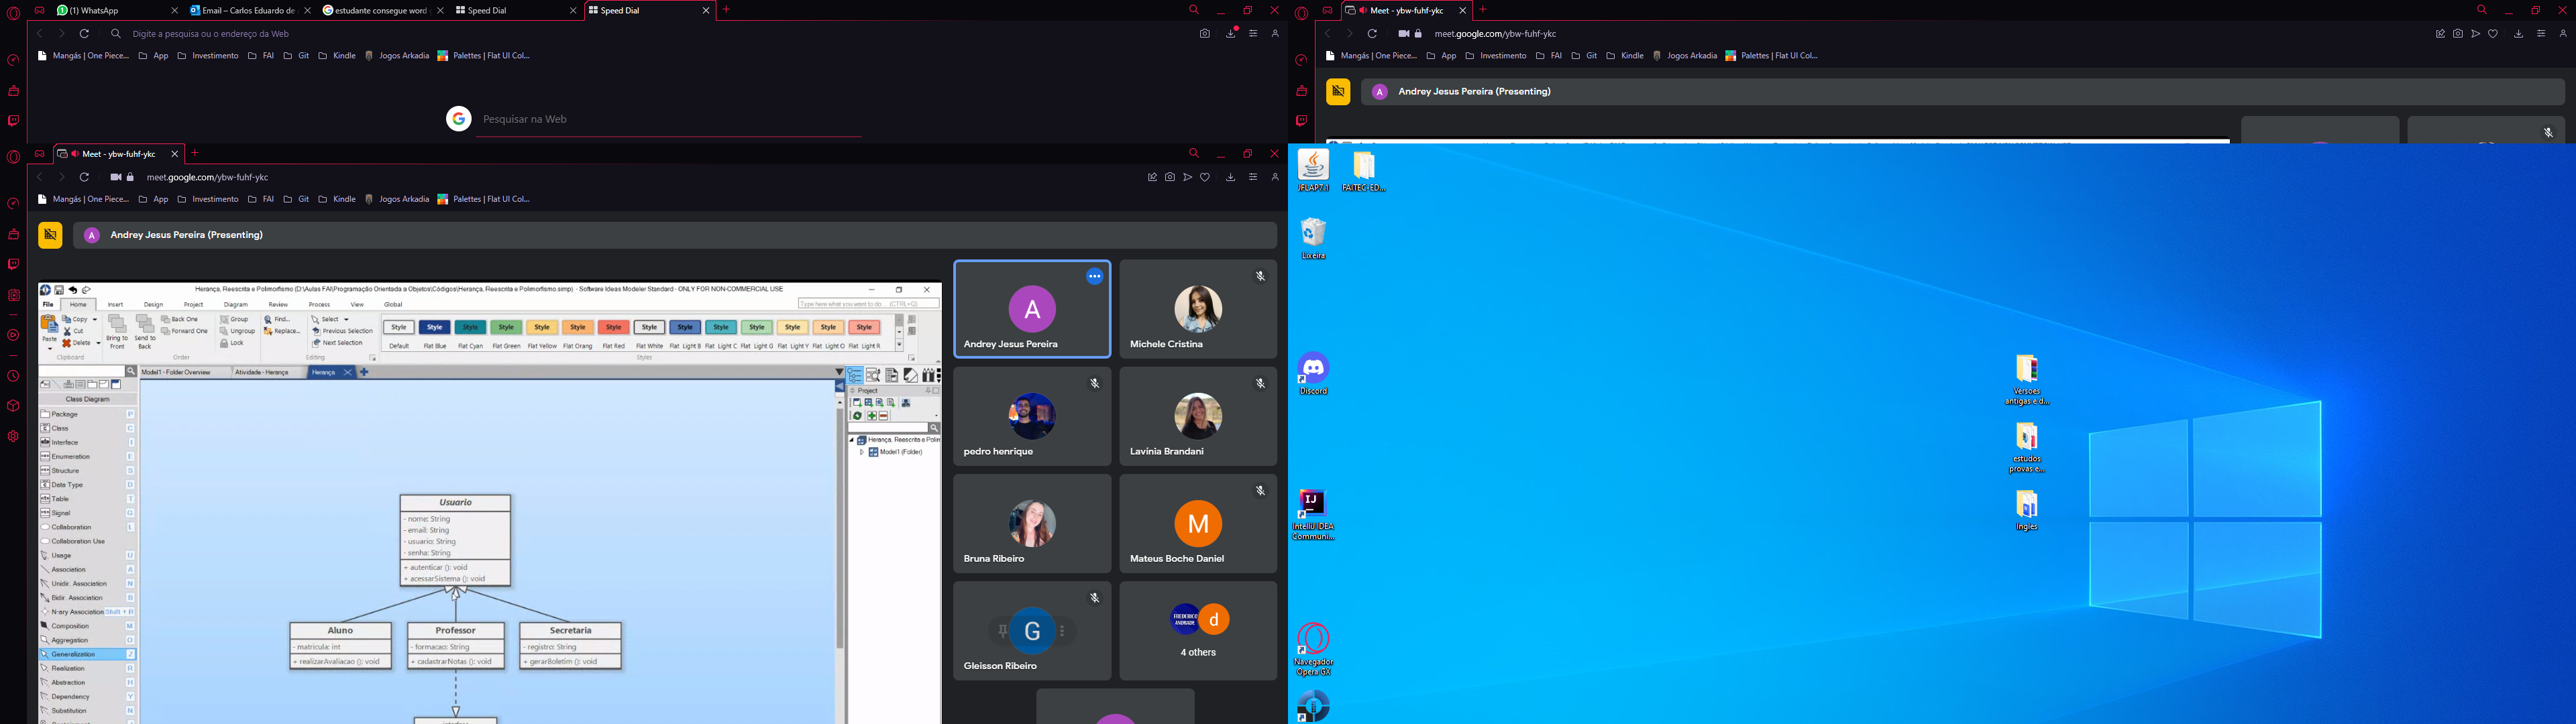 (1) WhatsApp
Email – Carlos Eduardo de
estudante consegue word
Speed Dial
Speed Dial
Digite a pesquisa ou o endereço da Web
Mangás | One Piece...
App
Investimento
FAI
Git
Kindle
Jogos Arkadia
Palettes | Flat UI Col...
Pesquisar na Web
Meet - ybw-fuhf-ykc
meet.google.com/ybw-fuhf-ykc
Mangás | One Piece...
App
Investimento
FAI
Git
Kindle
Jogos Arkadia
Palettes | Flat UI Col...
A
Andrey Jesus Pereira (Presenting)
Meet - ybw-fuhf-ykc
meet.google.com/ybw-fuhf-ykc
Mangás | One Piece...
App
Investimento
FAI
Git
Kindle
Jogos Arkadia
Palettes | Flat UI Col...
A
Andrey Jesus Pereira (Presenting)
Herança, Reescrita e Polimorfismo (D:\Aulas FAI\Programação Orientada a Objetos\Códigos\Herança, Reescrita e Polimorfismo.simp) - Software Ideas Modeler Standard - ONLY FOR NON-COMMERCIAL USE
File Home Insert Design Project Diagram Review Process View Global
Type here what you want to do... (CTRL+G)
Paste
Copy
Cut
Delete
Clipboard
Bring to Front
Send to Back
Back One
Forward One
Order
Group
Ungroup
Lock
Find...
Replace...
Select
Previous Selection
Next Selection
Editing
Style Style Style Style Style Style Style Style Style Style Style Style Style Style
Default Flat Blue Flat Cyan Flat Green Flat Yellow Flat Orang Flat Red Flat White Flat Light B Flat Light C Flat Light G Flat Light Y Flat Light O Flat Light R
Styles
Model1 - Folder Overview
Atividade - Herança
Herança
Class Diagram
Package P
Class C
Interface I
Enumeration E
Structure S
Data Type D
Table T
Signal G
Collaboration L
Collaboration Use
Usage U
Association A
Unidir. Association N
Bidir. Association B
N-ary Association Shift + R
Composition M
Aggregation O
Generalization Z
Realization R
Abstraction H
Dependency Y
Substitution N
Usuario
- nome: String
- email: String
- usuario: String
- senha: String
+ autenticar (): void
+ acessarSistema (): void
Aluno
- matricula: int
+ realizarAvaliacao (): void
Professor
- formacao: String
+ cadastrarNotas (): void
Secretaria
- registro: String
+ gerarBoletim (): void
Project
Herança, Reescrita e Polim
Model1 (Folder)
A
Andrey Jesus Pereira
Michele Cristina
pedro henrique
Lavínia Brandani
Bruna Ribeiro
M
Mateus Boche Daniel
G
Gleisson Ribeiro
FREDERICO
ANDRADE
d
4 others
JFLAP7.1
FAITEC-ED...
Lixeira
Discord
IJ
IntelliJ IDEA
Communi...
Navegador
Opera GX
Versoes
antigas e d...
estudos
provas e...
Ingles